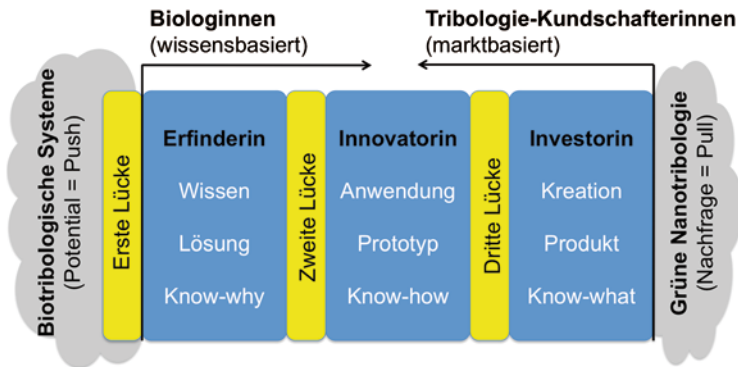 Biologinnen
(wissensbasiert)
Tribologie-Kundschafterinnen
(marktbasiert)
Biotribologische Systeme
(Potential = Push)
Erste Lücke
Erfinderin
Wissen
Lösung
Know-why
Zweite Lücke
Innovatorin
Anwendung
Prototyp
Know-how
Dritte Lücke
Investorin
Kreation
Produkt
Know-what
Grüne Nanotribologie
(Nachfrage = Pull)